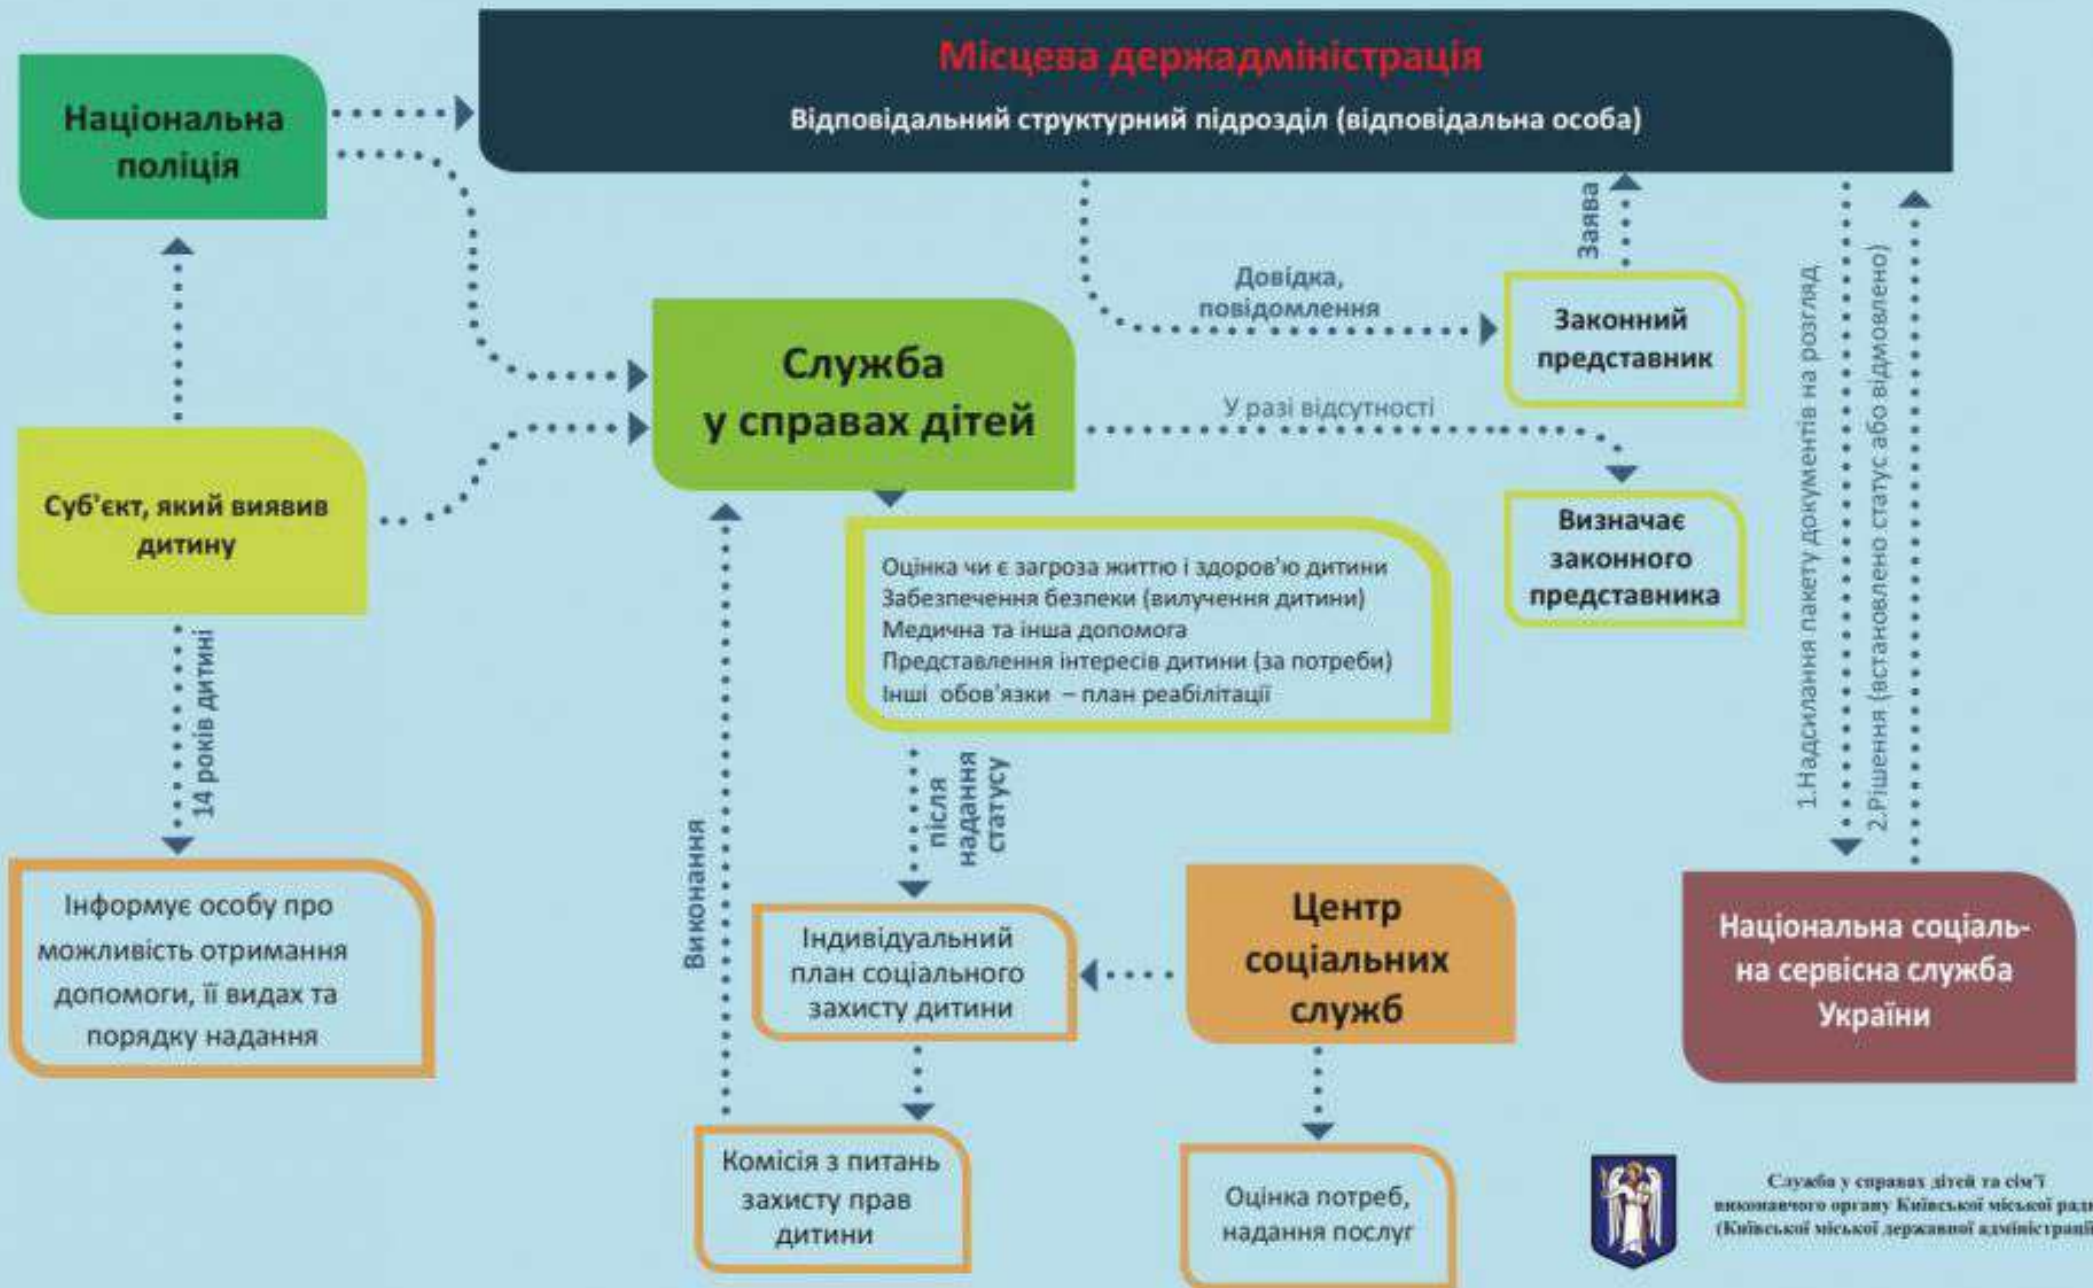 Місцева держадміністрація
Відповідальний структурний підрозділ (відповідальна особа)
Національна
поліція
Заява
Довідка,
повідомлення
Законний
представник
Служба
у справах дітей
У разі відсутності
Визначає
законного
представника
1.Надсилання пакету документів на розгляд
2.Рішення (встановлено статус або відмовлено)
Суб'єкт, який виявив
дитину
14 років дитині
Оцінка чи є загроза життю і здоров'ю дитини
Забезпечення безпеки (вилучення дитини)
Медична та інша допомога
Представлення інтересів дитини (за потреби)
Інші обов'язки – план реабілітації
після
надання
статусу
Виконання
Інформує особу про
можливість отримання
допомоги, її видах та
порядку надання
Індивідуальний
план соціального
захисту дитини
Центр
соціальних
служб
Національна соціаль-
на сервісна служба
України
Комісія з питань
захисту прав
дитини
Оцінка потреб,
надання послуг
Служба у справах дітей та сім'ї
виконавчого органу Київської міської ради
(Київської міської державної адміністрації